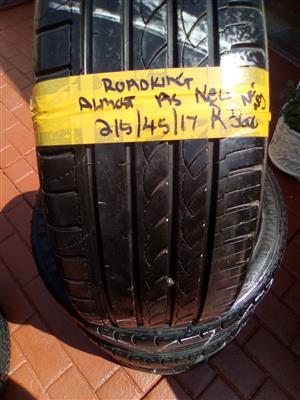 ROADKING
ALMOST AS NEW
215/45/17 R